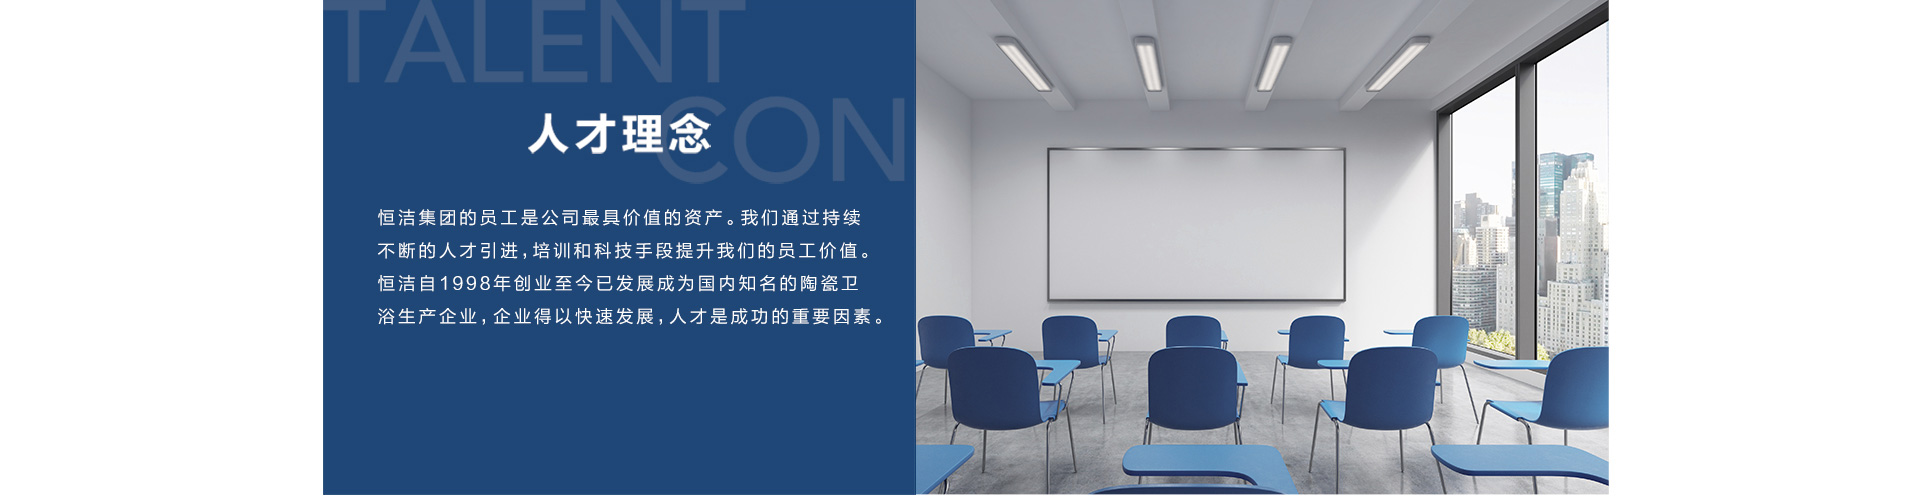 TALENT
CON
人才理念
恒洁集团的员工是公司最具价值的资产。我们通过持续
不断的人才引进,培训和科技手段提升我们的员工价值。
恒洁自1998年创业至今已发展成为国内知名的陶瓷卫
浴生产企业,企业得以快速发展,人才是成功的重要因素。